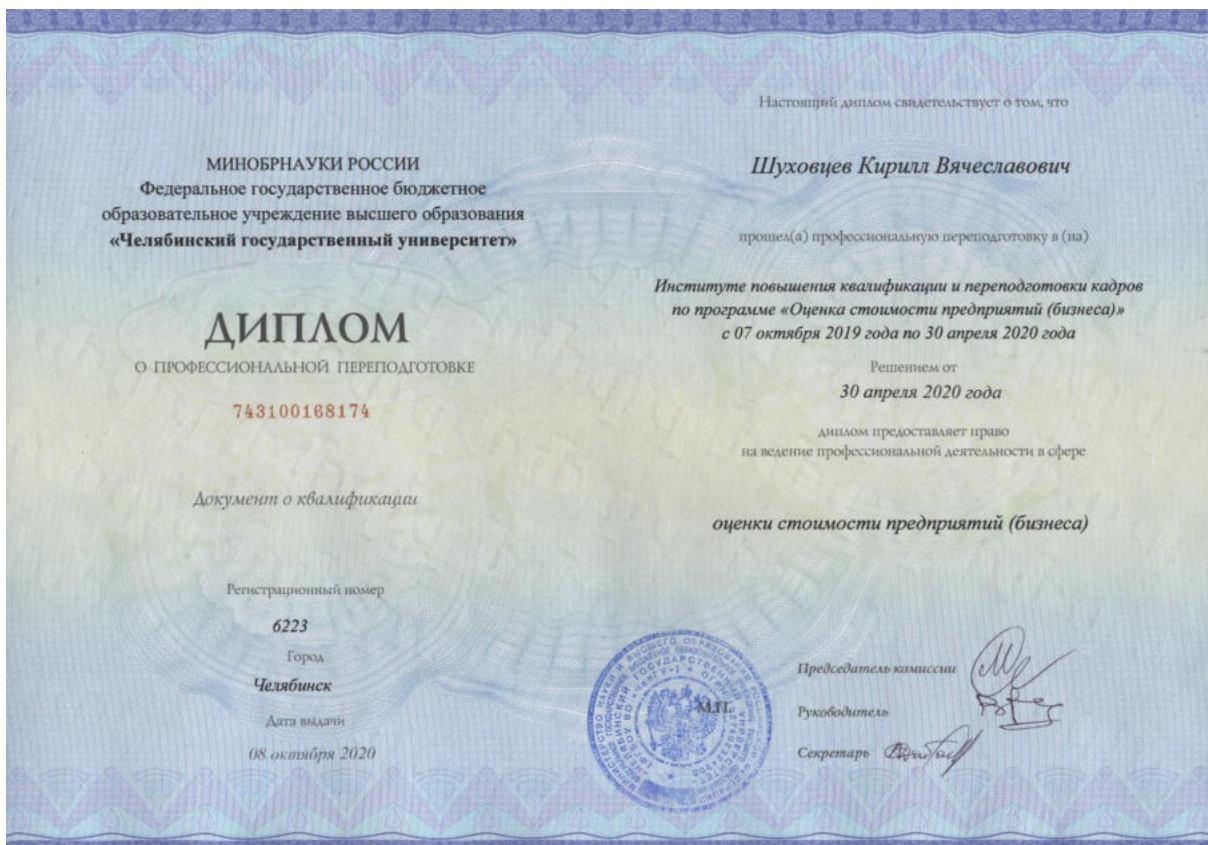 МИНОБРНАУКИ РОССИИ
Федеральное государственное бюджетное
образовательное учреждение высшего образования
«Челябинский государственный университет»
ДИПЛОМ
О ПРОФЕССИОНАЛЬНОЙ ПЕРЕПОДГОТОВКЕ
743100168174
Документ о квалификации
Регистрационный номер
6223
Город
Челябинск
Дата выдачи
08 октября 2020
Настоящий диплом свидетельствует о том, что
Шуховцев Кирилл Вячеславович
прошел(а) профессиональную переподготовку в (на)
Институте повышения квалификации и переподготовки кадров
по программе «Оценка стоимости предприятий (бизнеса)»
с 07 октября 2019 года по 30 апреля 2020 года
Решением от
30 апреля 2020 года
диплом предоставляет право
на ведение профессиональной деятельности в сфере
оценки стоимости предприятий (бизнеса)
М.П.
Председатель комиссии
Руководитель
Секретарь